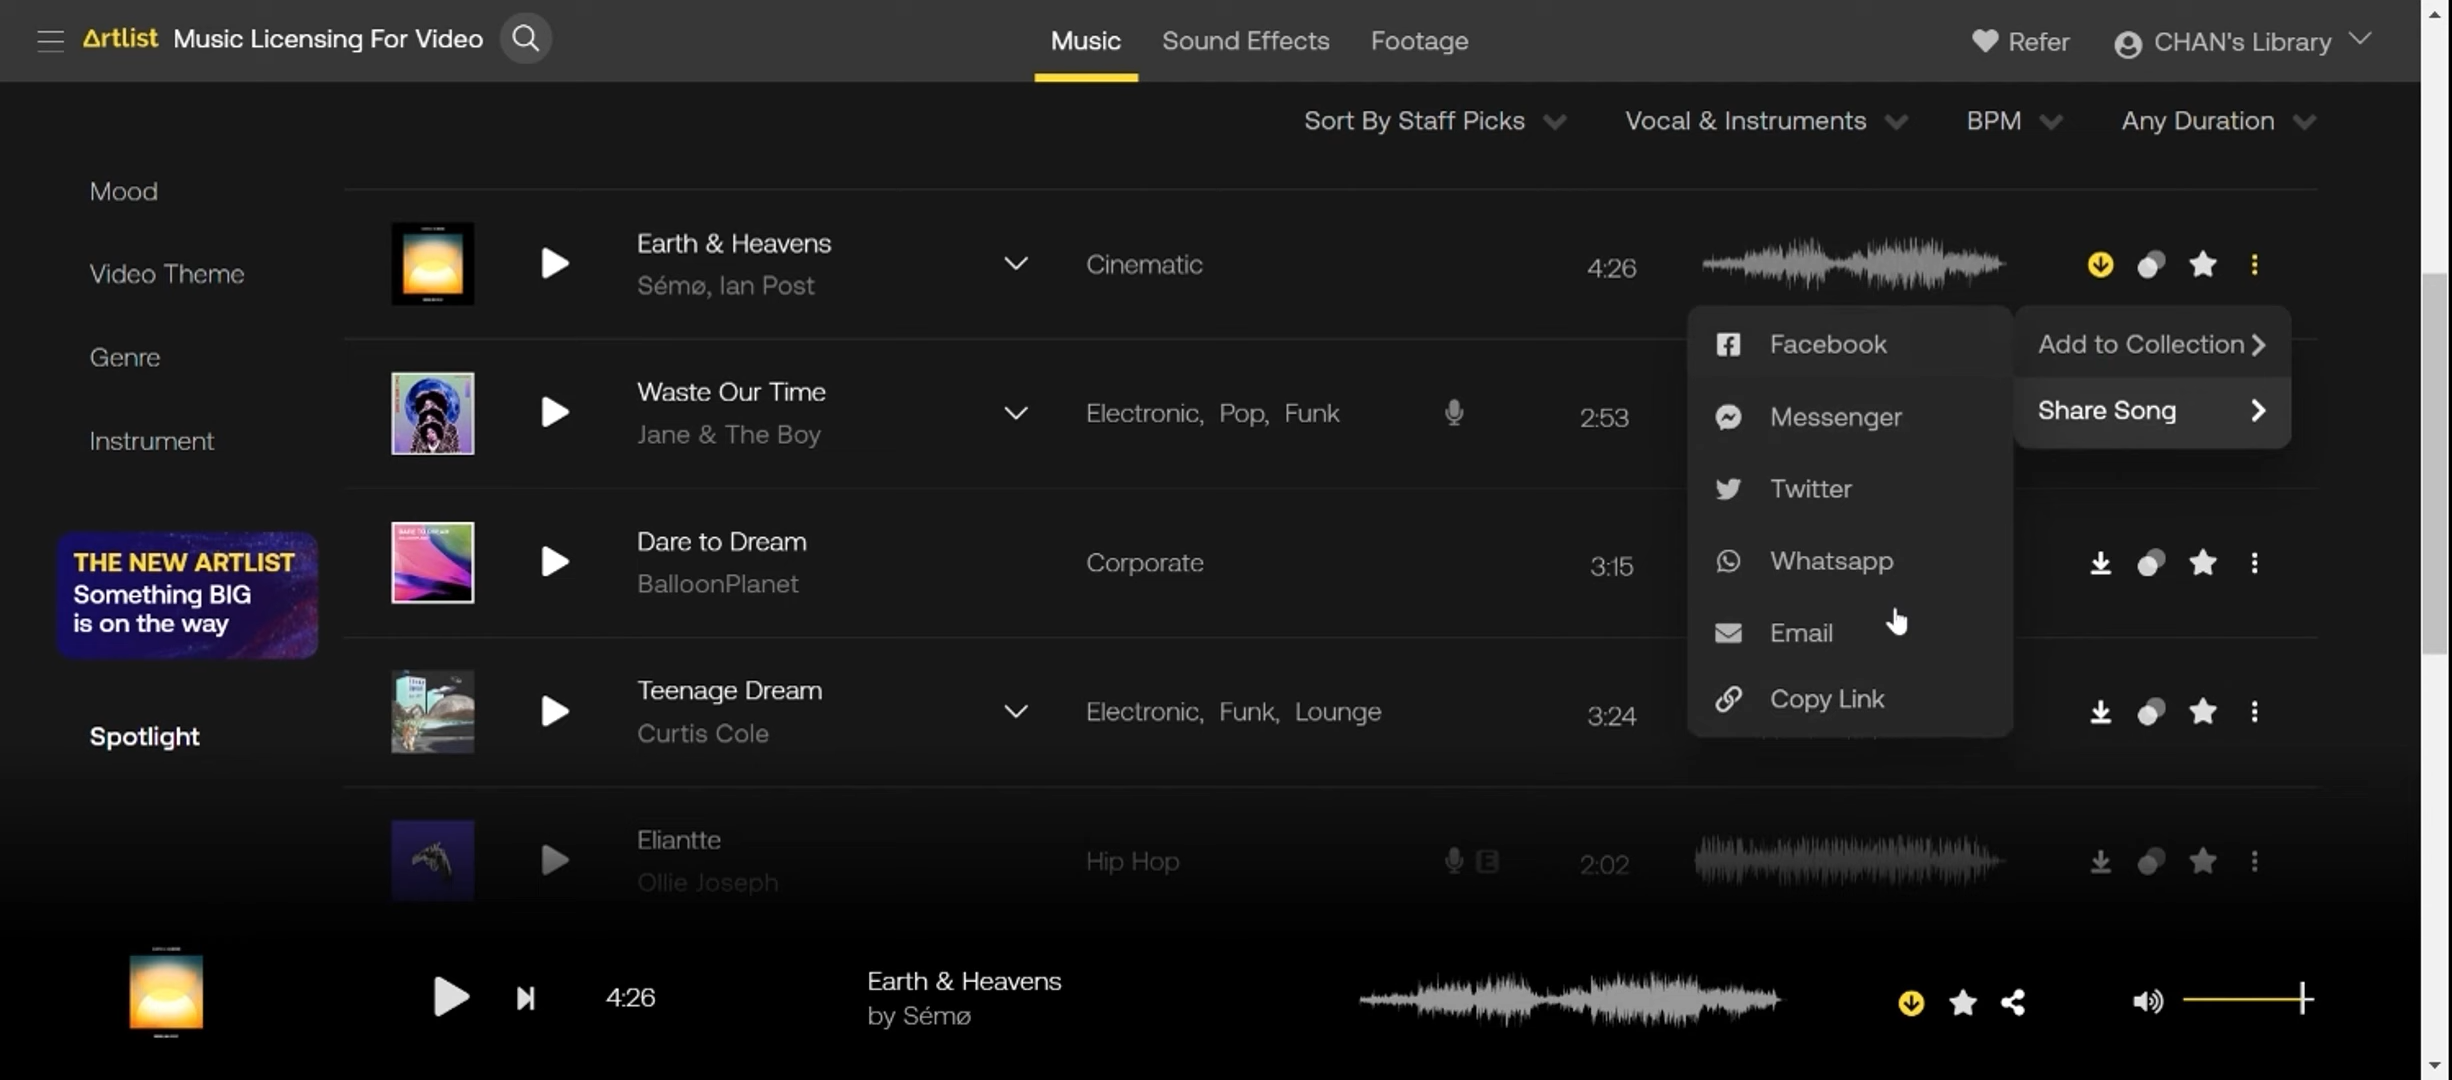 Artlist Music Licensing For Video
Music Sound Effects Footage
Refer CHAN's Library
Sort By Staff Picks Vocal & Instruments BPM Any Duration
Mood
Video Theme
Genre
Instrument
THE NEW ARTLIST
Something BIG
is on the way
Spotlight
Earth & Heavens
Sémø, Ian Post
Cinematic
4:26
Waste Our Time
Jane & The Boy
Electronic, Pop, Funk
2:53
Dare to Dream
BalloonPlanet
Corporate
3:15
Teenage Dream
Curtis Cole
Electronic, Funk, Lounge
3:24
Eliantte
Ollie Joseph
Hip Hop
E
2:02
Add to Collection
Share Song
Facebook
Messenger
Twitter
Whatsapp
Email
Copy Link
4:26
Earth & Heavens
by Sémø